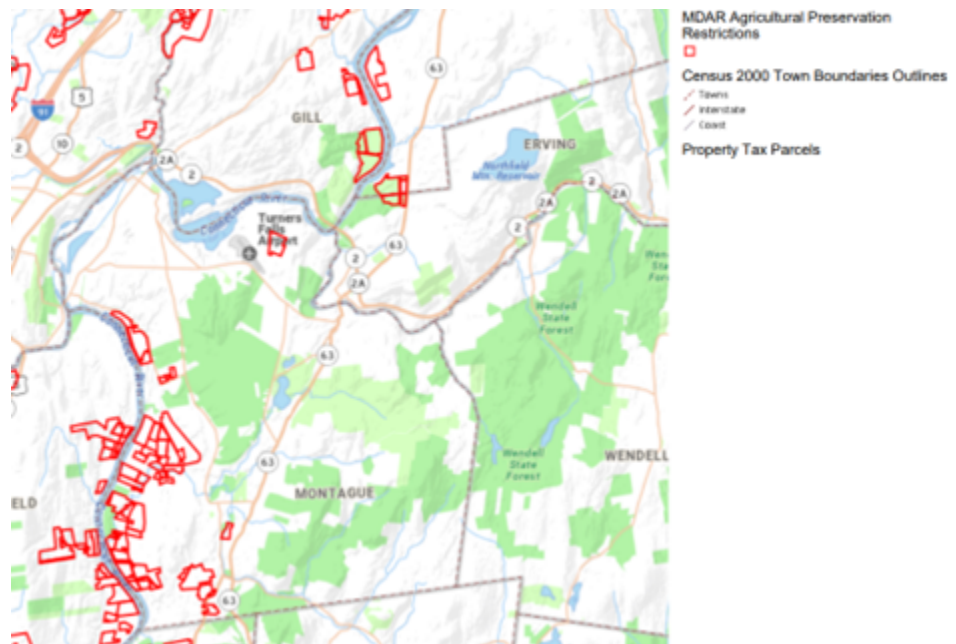 MDAR Agricultural Preservation
Restrictions
Census 2000 Town Boundaries Outlines
Towns
Interstate
Coast
Property Tax Parcels
63
5
91
GILL
10
2
ERVING
2A
2
Northfield
Mtn. Reservoir
2
2A
2A
Connecticut River
Turners
Falls
Airport
2
63
2
2A
Wendell
State
Forest
63
63
Wendell
State
Forest
WENDELL
MONTAGUE
ELD
63